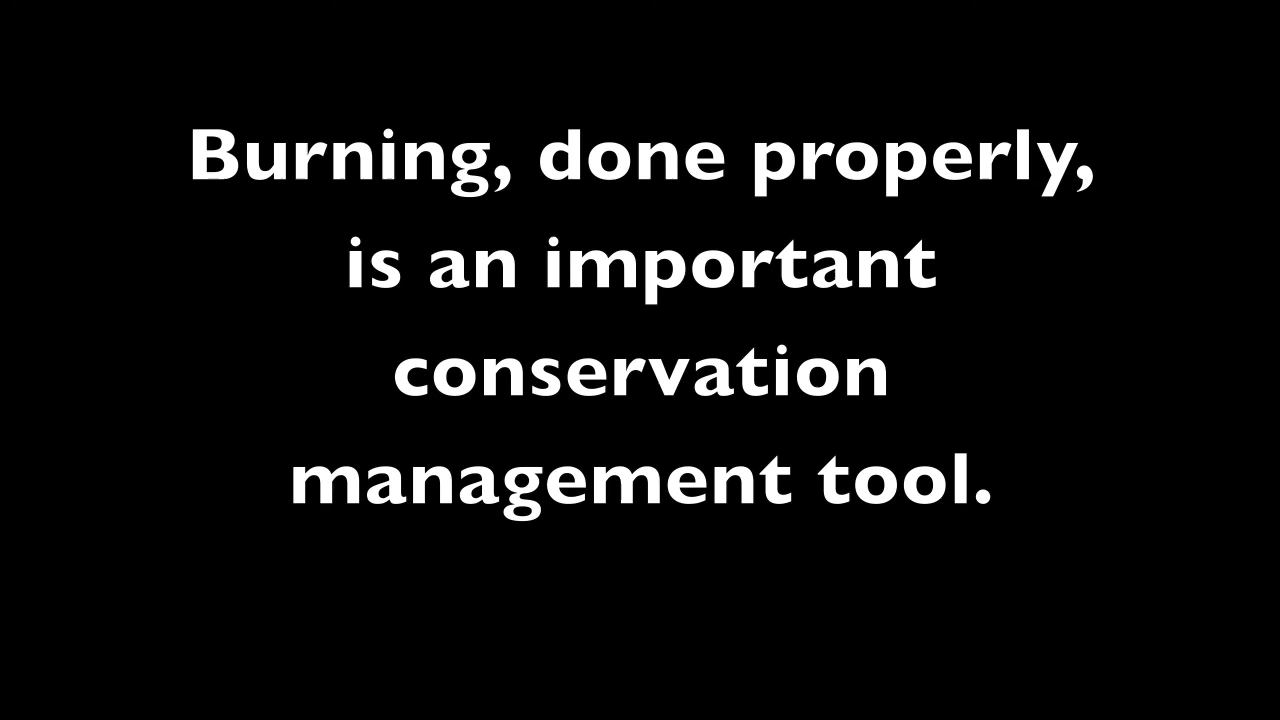 Burning, done properly,
is an important
conservation
management tool.